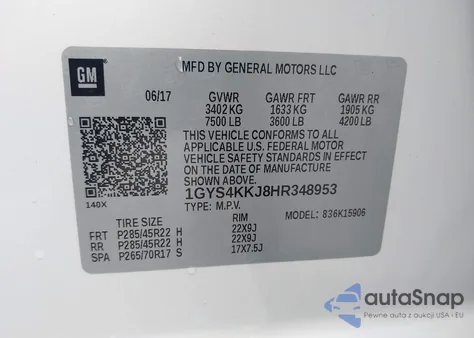 GM
MFD BY GENERAL MOTORS LLC
06/17 GVWR GAWR FRT GAWR RR
3402 KG 1633 KG 1905 KG
7500 LB 3600 LB 4200 LB
THIS VEHICLE CONFORMS TO ALL
APPLICABLE U.S. FEDERAL MOTOR
VEHICLE SAFETY STANDARDS IN EFFECT
ON THE DATE OF MANUFACTURE
SHOWN ABOVE.
1GYS4KKJ8HR348953
TYPE: M.P.V. MODEL: 836K15906
140X
TIRE SIZE RIM
FRT P285/45R22 H 22X9J
RR P285/45R22 H 22X9J
SPA P265/70R17 S 17X7.5J
autoSnap
Pewne auta z USA i EU